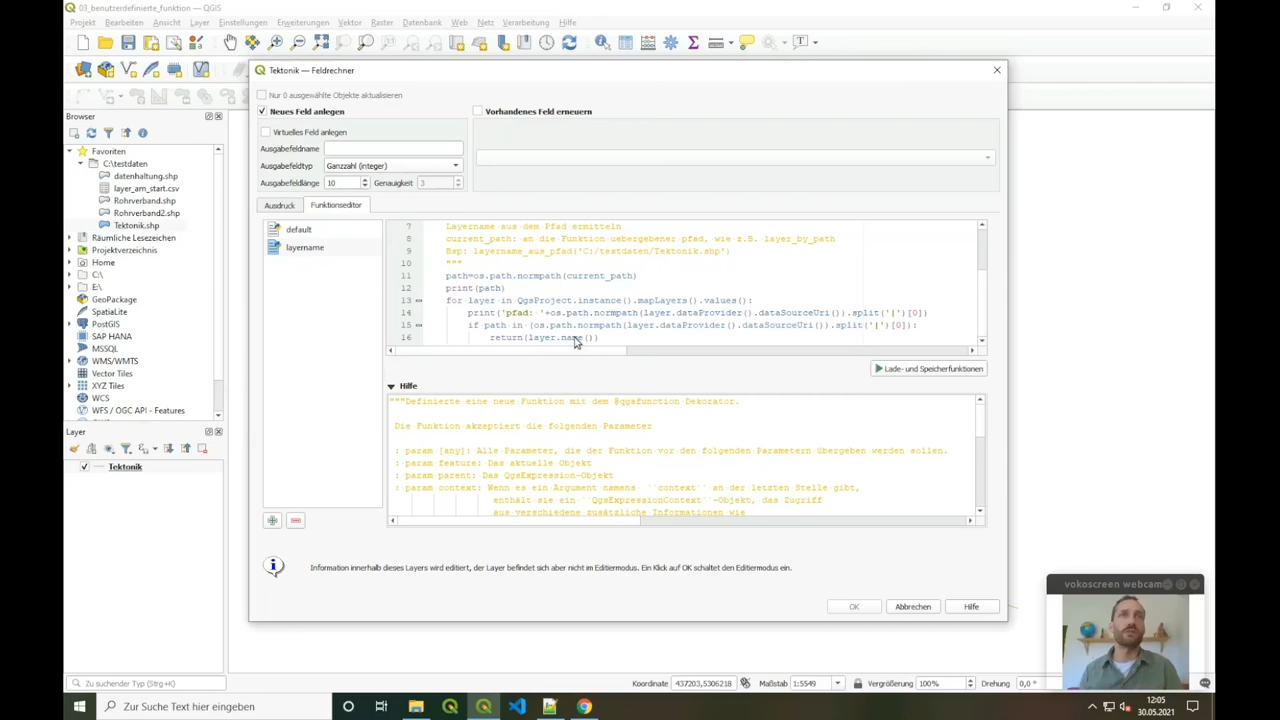 03_benutzerdefinierte_funktion — QGIS
Projekt Bearbeiten Ansicht Layer Einstellungen Erweiterungen Vektor Raster Datenbank Web Netz Verarbeitung Hilfe
Browser
Favoriten
C:\testdaten
datenhaltung.shp
layer_am_start.csv
Rohrverband.shp
Rohrverband2.shp
Tektonik.shp
Räumliche Lesezeichen
Projektverzeichnis
Home
C:\
E:\
GeoPackage
SpatiaLite
PostGIS
SAP HANA
MSSQL
WMS/WMTS
Vector Tiles
XYZ Tiles
WCS
WFS / OGC API - Features
Layer
Tektonik
Tektonik — Feldrechner
Nur 0 ausgewählte Objekte aktualisieren
Neues Feld anlegen
Vorhandenes Feld erneuern
Virtuelles Feld anlegen
Ausgabefeldname
Ausgabefeldtyp Ganzzahl (integer)
Ausgabefeldlänge 10 Genauigkeit 3
Ausdruck Funktionseditor
default
layername
7 Layername aus dem Pfad ermitteln
8 current_path: an die Funktion uebergebener pfad, wie z.B. layer_by_path
9 Bsp: layername_aus_pfad('C:/testdaten/Tektonik.shp')
10 """
11 path=os.path.normpath(current_path)
12 print(path)
13 for layer in QgsProject.instance().mapLayers().values():
14 print('pfad: '+os.path.normpath(layer.dataProvider().dataSourceUri()).split('|')[0])
15 if path in (os.path.normpath(layer.dataProvider().dataSourceUri()).split('|')[0]):
16 return(layer.name())
Lade- und Speicherfunktionen
Hilfe
"""Definierte eine neue Funktion mit dem @qgsfunction Dekorator.
Die Funktion akzeptiert die folgenden Parameter
: param [any]: Alle Parameter, die der Funktion vor den folgenden Parametern übergeben werden sollen.
: param feature: Das aktuelle Objekt
: param parent: Das QgsExpression-Objekt
: param context: Wenn es ein Argument namens ``context`` an der letzten Stelle gibt,
enthält sie ein ``QgsExpressionContext``-Objekt, das Zugriff
aus verschiedene zusätzliche Informationen wie
Information innerhalb dieses Layers wird editiert, der Layer befindet sich aber nicht im Editiermodus. Ein Klick auf OK schaltet den Editiermodus ein.
OK Abbrechen Hilfe
vokoscreen webcam
Zu suchender Typ (Strg+K)
Koordinate 437203,5306218 Maßstab 1:5549 Vergrößerung 100% Drehung 0,0 °
Zur Suche Text hier eingeben
12:05
30.05.2021